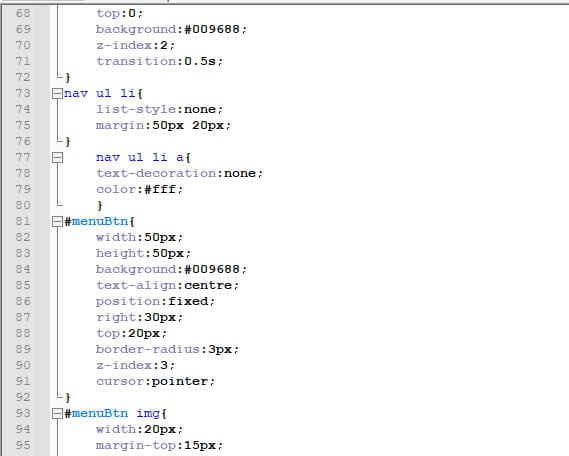 68 top:0;
69 background:#009688;
70 z-index:2;
71 transition:0.5s;
72 }
73 nav ul li{
74 list-style:none;
75 margin:50px 20px;
76 }
77 nav ul li a{
78 text-decoration:none;
79 color:#fff;
80 }
81 #menuBtn{
82 width:50px;
83 height:50px;
84 background:#009688;
85 text-align:centre;
86 position:fixed;
87 right:30px;
88 top:20px;
89 border-radius:3px;
90 z-index:3;
91 cursor:pointer;
92 }
93 #menuBtn img{
94 width:20px;
95 margin-top:15px;